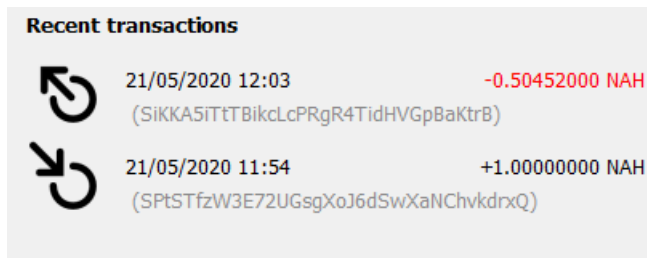 Recent transactions
21/05/2020 12:03 -0.50452000 NAH
(SiKKA5iTtTBikcLcPRgR4TidHVGpBaKtrB)
21/05/2020 11:54 +1.00000000 NAH
(SPtSTfzW3E72UGsgXoJ6dSwXaNChvkdrxQ)